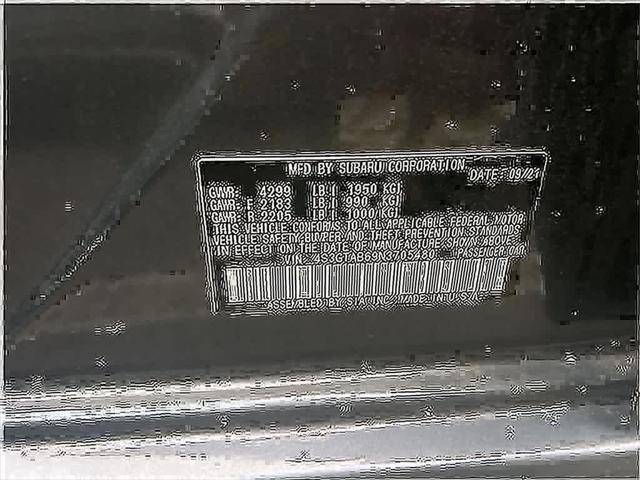 MFD BY SUBARU CORPORATION DATE: 09/21
GVWR: 4299 LB [ 1950 KG]
GAWR: F 2183 LB [ 990 KG]
GAWR: R 2205 LB [ 1000 KG]
THIS VEHICLE CONFORMS TO ALL APPLICABLE FEDERAL MOTOR
VEHICLE SAFETY, BUMPER, AND THEFT PREVENTION STANDARDS
IN EFFECT ON THE DATE OF MANUFACTURE SHOWN ABOVE.
VIN: 4S3GTAB69N3705480 PASSENGER CAR
ASSEMBLED BY SIA, INC. MADE IN U.S.A.